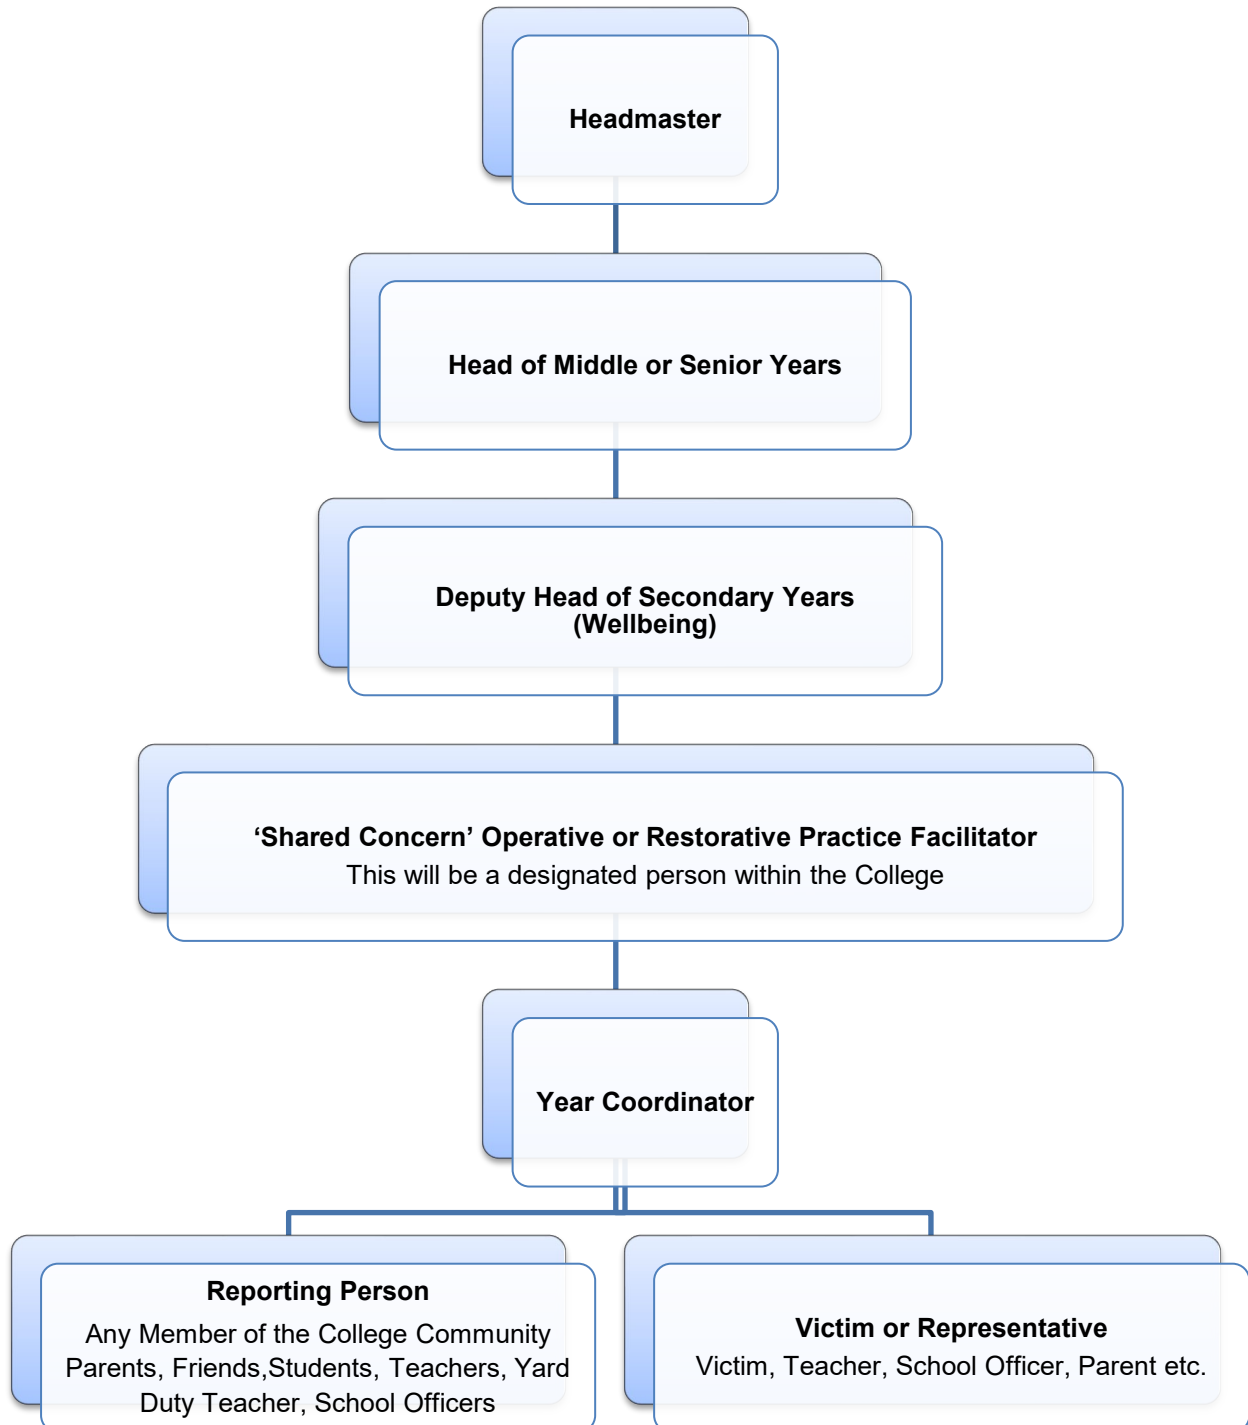 Headmaster
Head of Middle or Senior Years
Deputy Head of Secondary Years
(Wellbeing)
‘Shared Concern’ Operative or Restorative Practice Facilitator
This will be a designated person within the College
Year Coordinator
Reporting Person
Any Member of the College Community
Parents, Friends,Students, Teachers, Yard
Duty Teacher, School Officers
Victim or Representative
Victim, Teacher, School Officer, Parent etc.